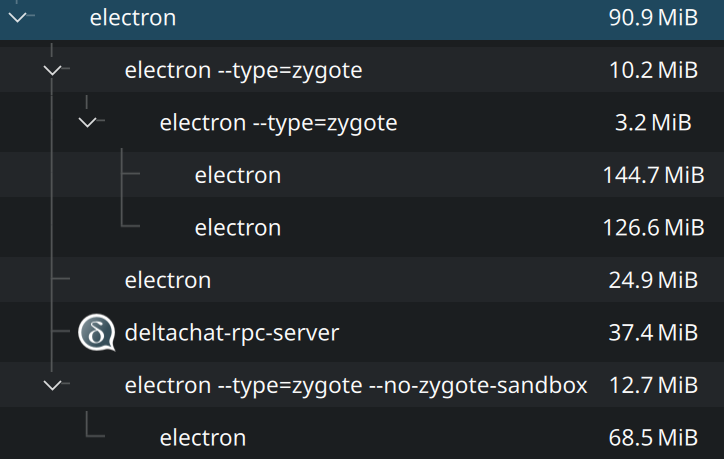 electron 90.9 MiB
electron --type=zygote 10.2 MiB
electron --type=zygote 3.2 MiB
electron 144.7 MiB
electron 126.6 MiB
electron 24.9 MiB
deltachat-rpc-server 37.4 MiB
electron --type=zygote --no-zygote-sandbox 12.7 MiB
electron 68.5 MiB